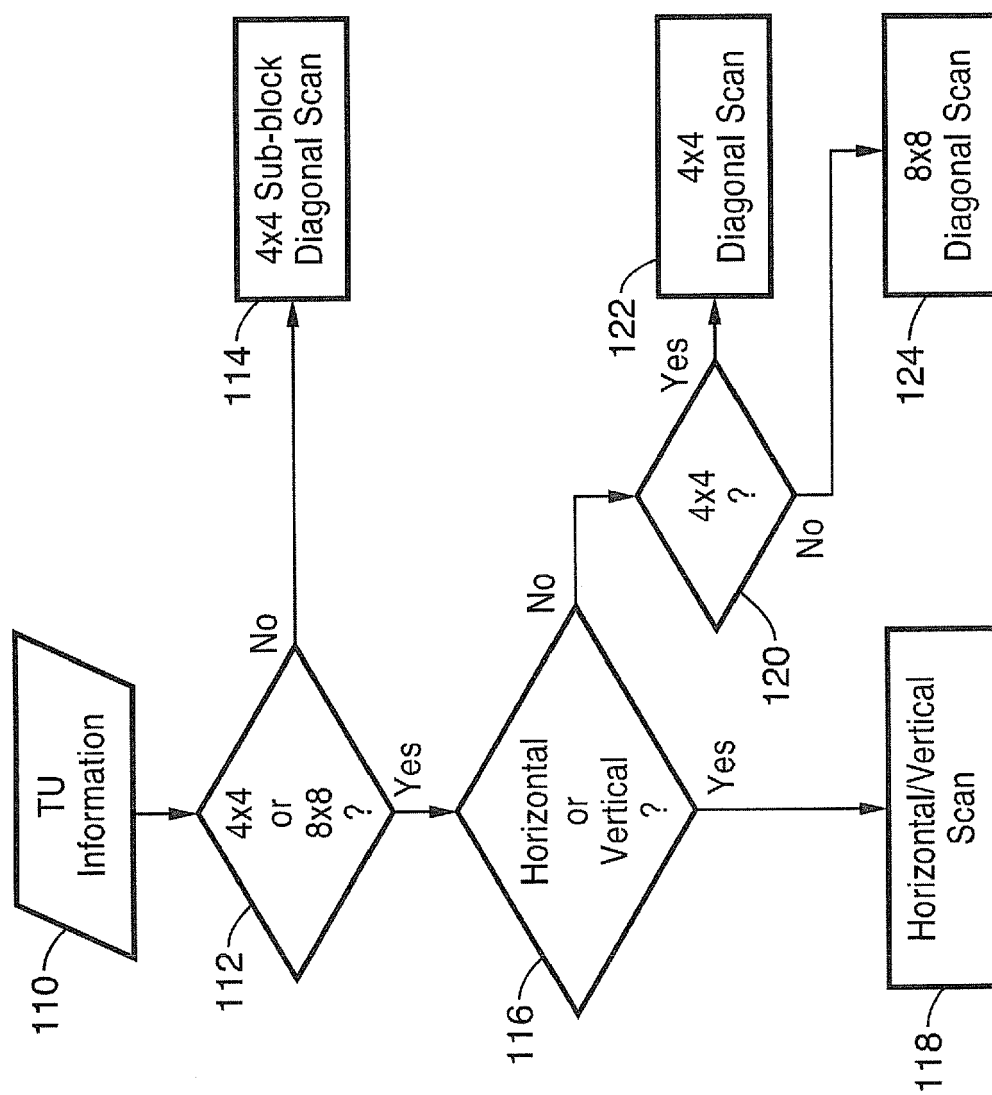 TU
Information
110
4x4
or
8x8
?
112
No
4x4 Sub-block
Diagonal Scan
114
Yes
Horizontal
or
Vertical
?
116
No
4x4
?
120
Yes
4x4
Diagonal Scan
122
No
8x8
Diagonal Scan
124
Yes
Horizontal/Vertical
Scan
118